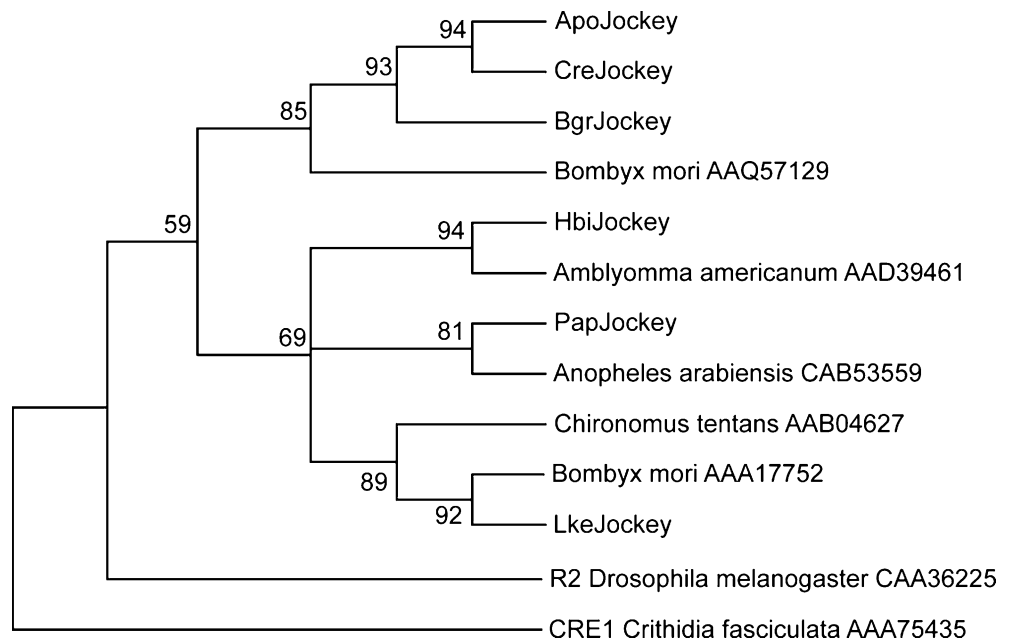 94 ApoJockey
CreJockey
93
BgrJockey
85
Bombyx mori AAQ57129
59
94 HbiJockey
Amblyomma americanum AAD39461
69
81 PapJockey
Anopheles arabiensis CAB53559
Chironomus tentans AAB04627
89
Bombyx mori AAA17752
92
LkeJockey
R2 Drosophila melanogaster CAA36225
CRE1 Crithidia fasciculata AAA75435